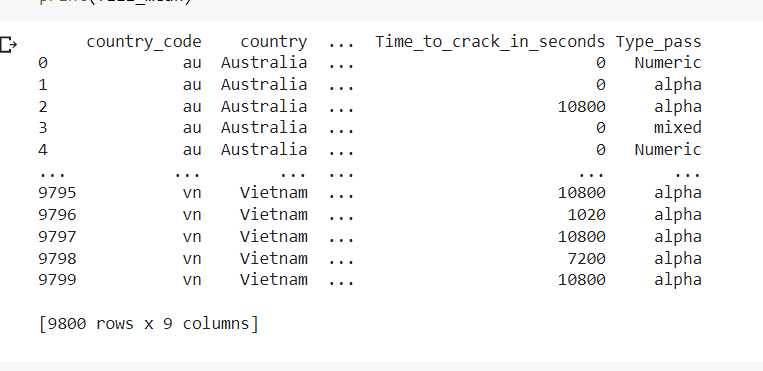 country_code country ... Time_to_crack_in_seconds Type_pass
0 au Australia ... 0 Numeric
1 au Australia ... 0 alpha
2 au Australia ... 10800 alpha
3 au Australia ... 0 mixed
4 au Australia ... 0 Numeric
... ... ... ... ... ...
9795 vn Vietnam ... 10800 alpha
9796 vn Vietnam ... 1020 alpha
9797 vn Vietnam ... 10800 alpha
9798 vn Vietnam ... 7200 alpha
9799 vn Vietnam ... 10800 alpha
[9800 rows x 9 columns]